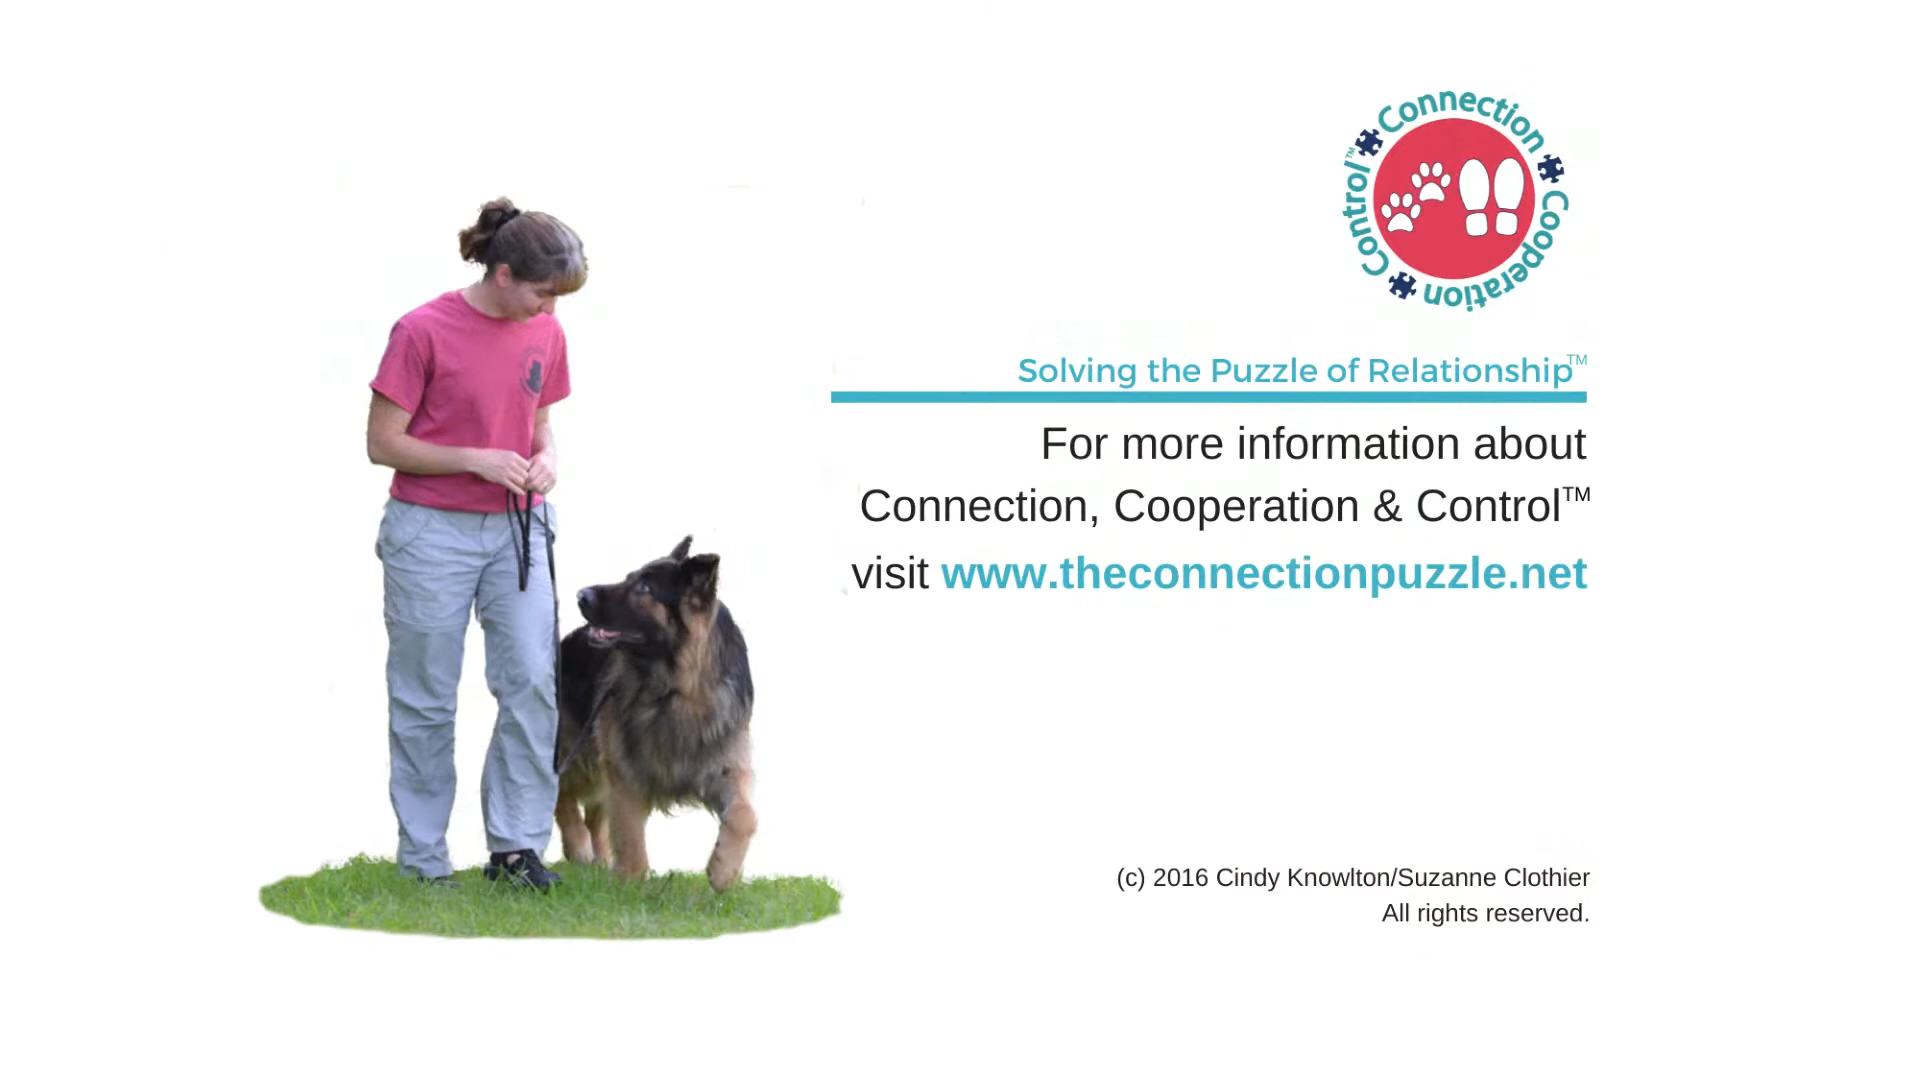 Connection
Cooperation
Control™
Solving the Puzzle of Relationship™
For more information about
Connection, Cooperation & Control™
visit www.theconnectionpuzzle.net
(c) 2016 Cindy Knowlton/Suzanne Clothier
All rights reserved.